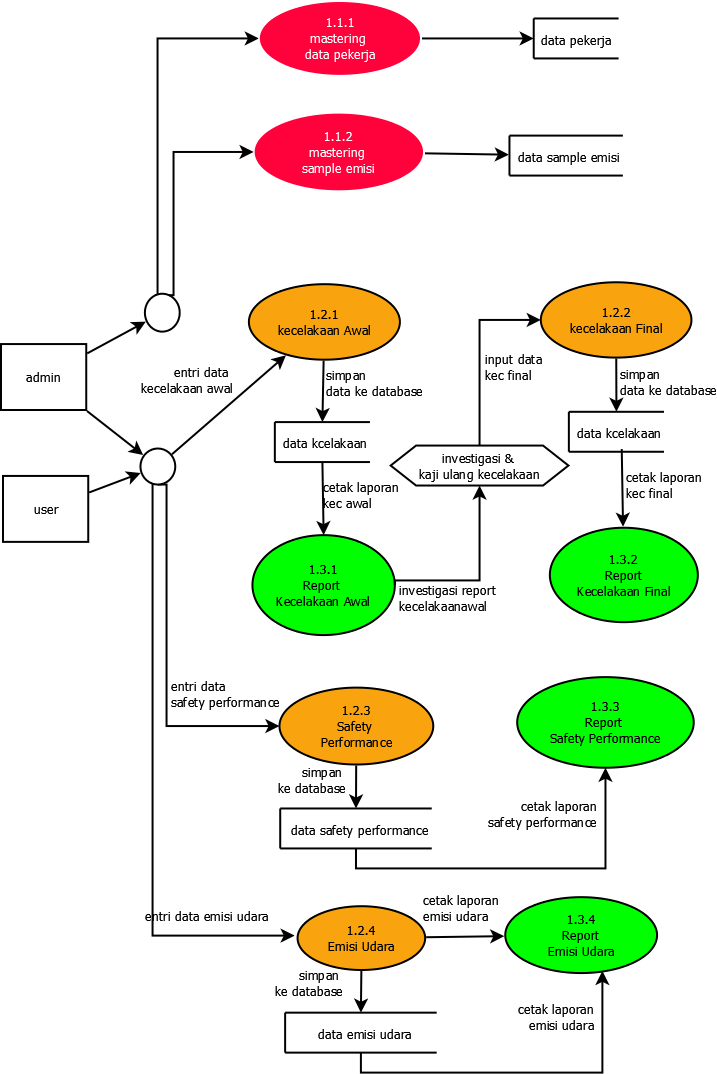 1.1.1
mastering
data pekerja
data pekerja
1.1.2
mastering
sample emisi
data sample emisi
admin
user
entri data
kecelakaan awal
1.2.1
kecelakaan Awal
simpan
data ke database
data kcelakaan
cetak laporan
kec awal
1.3.1
Report
Kecelakaan Awal
investigasi report
kecelakaanawal
investigasi &
kaji ulang kecelakaan
input data
kec final
1.2.2
kecelakaan Final
simpan
data ke database
data kcelakaan
cetak laporan
kec final
1.3.2
Report
Kecelakaan Final
entri data
safety performance
1.2.3
Safety
Performance
simpan
ke database
data safety performance
cetak laporan
safety performance
1.3.3
Report
Safety Performance
entri data emisi udara
1.2.4
Emisi Udara
cetak laporan
emisi udara
1.3.4
Report
Emisi Udara
simpan
ke database
data emisi udara
cetak laporan
emisi udara